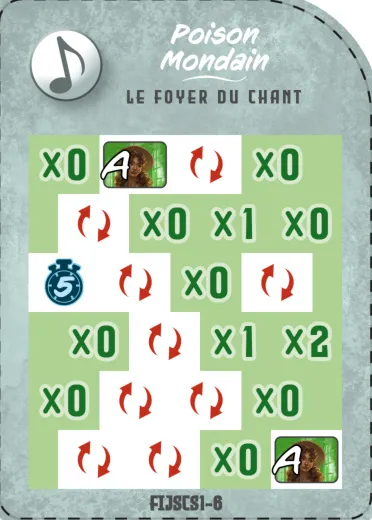 Poison
Mondain
LE FOYER DU CHANT
x0 A x0
x0 x1 x0
5 x0
x0 x1 x2
x0 x0
x0 A
FIJSCS1-6